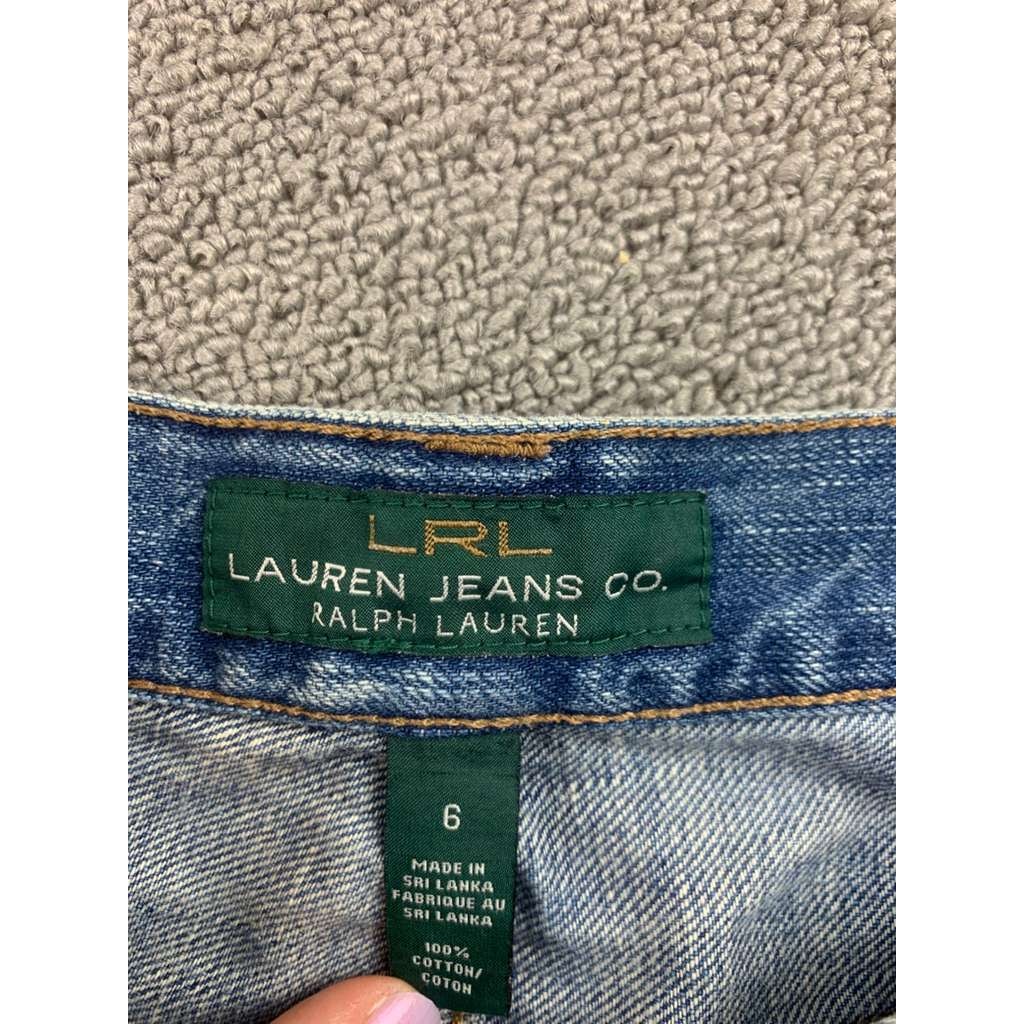 LRL
LAUREN JEANS CO.
RALPH LAUREN
6
MADE IN
SRI LANKA
FABRIQUE AU
SRI LANKA
100%
COTTON/
COTON